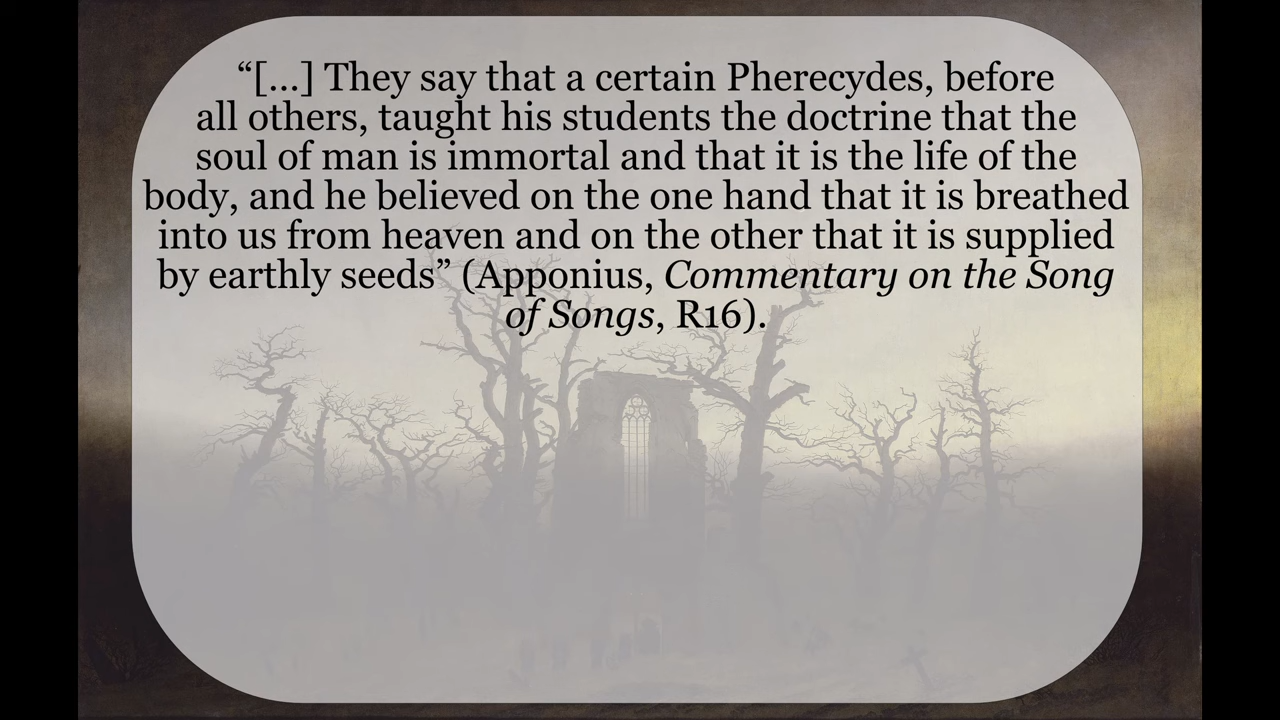 “[...] They say that a certain Pherecydes, before
all others, taught his students the doctrine that the
soul of man is immortal and that it is the life of the
body, and he believed on the one hand that it is breathed
into us from heaven and on the other that it is supplied
by earthly seeds” (Apponius, Commentary on the Song
of Songs, R16).